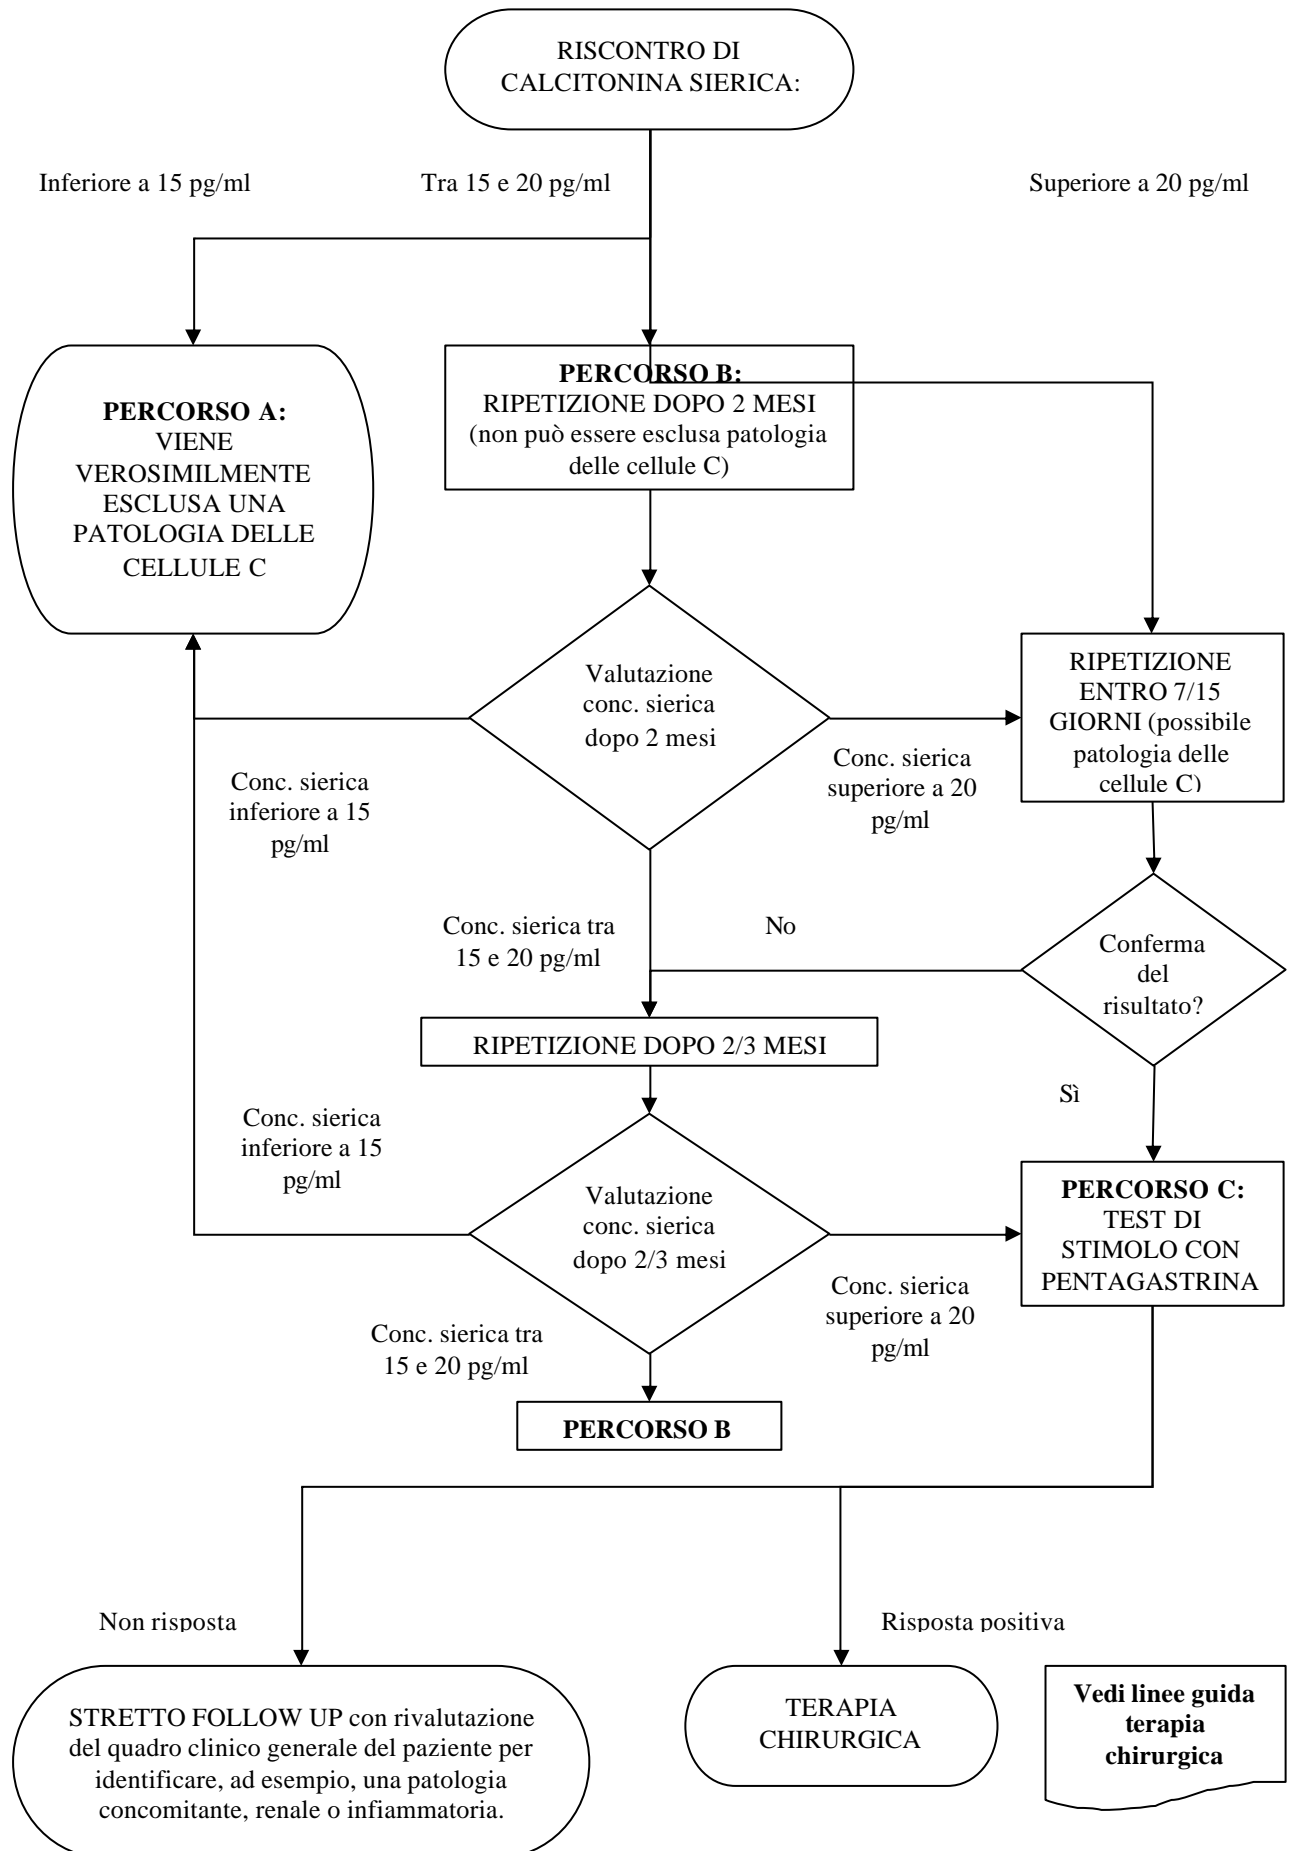 RISCONTRO DI
CALCITONINA SIERICA:
Inferiore a 15 pg/ml
Tra 15 e 20 pg/ml
Superiore a 20 pg/ml
PERCORSO A:
VIENE
VEROSIMILMENTE
ESCLUSA UNA
PATOLOGIA DELLE
CELLULE C
PERCORSO B:
RIPETIZIONE DOPO 2 MESI
(non può essere esclusa patologia
delle cellule C)
Valutazione
conc. sierica
dopo 2 mesi
RIPETIZIONE
ENTRO 7/15
GIORNI (possibile
patologia delle
cellule C)
Conc. sierica
inferiore a 15
pg/ml
Conc. sierica
superiore a 20
pg/ml
Conc. sierica tra
15 e 20 pg/ml
No
Conferma
del
risultato?
RIPETIZIONE DOPO 2/3 MESI
Sì
Conc. sierica
inferiore a 15
pg/ml
Valutazione
conc. sierica
dopo 2/3 mesi
PERCORSO C:
TEST DI
STIMOLO CON
PENTAGASTRINA
Conc. sierica
superiore a 20
pg/ml
Conc. sierica tra
15 e 20 pg/ml
PERCORSO B
Non risposta
Risposta positiva
STRETTO FOLLOW UP con rivalutazione
del quadro clinico generale del paziente per
identificare, ad esempio, una patologia
concomitante, renale o infiammatoria.
TERAPIA
CHIRURGICA
Vedi linee guida
terapia
chirurgica